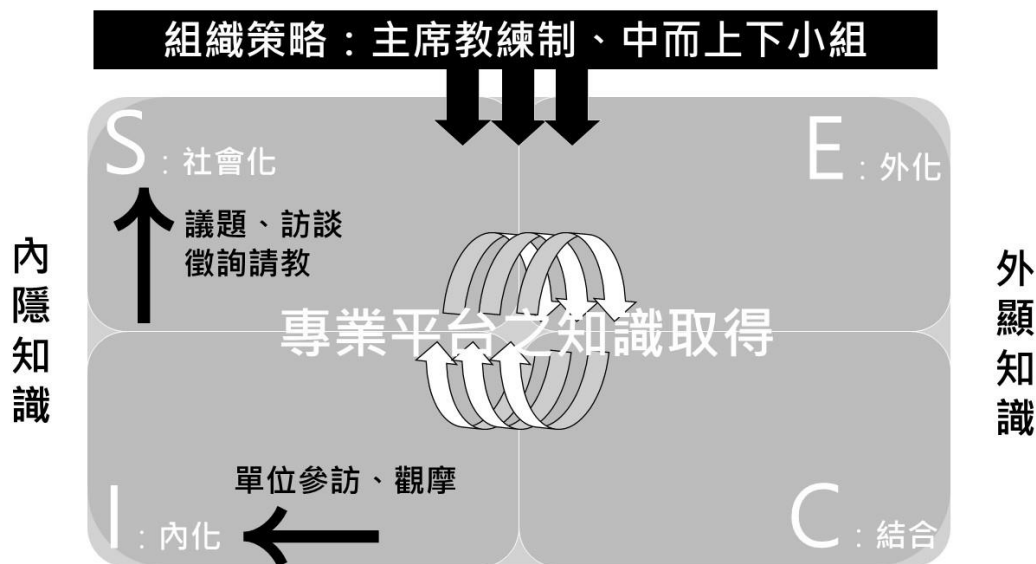 組織策略：主席教練制、中而上下小組
S：社會化
E：外化
議題、訪談
徵詢請教
內隱知識
外顯知識
專業平台之知識取得
單位參訪、觀摩
I：內化
C：結合